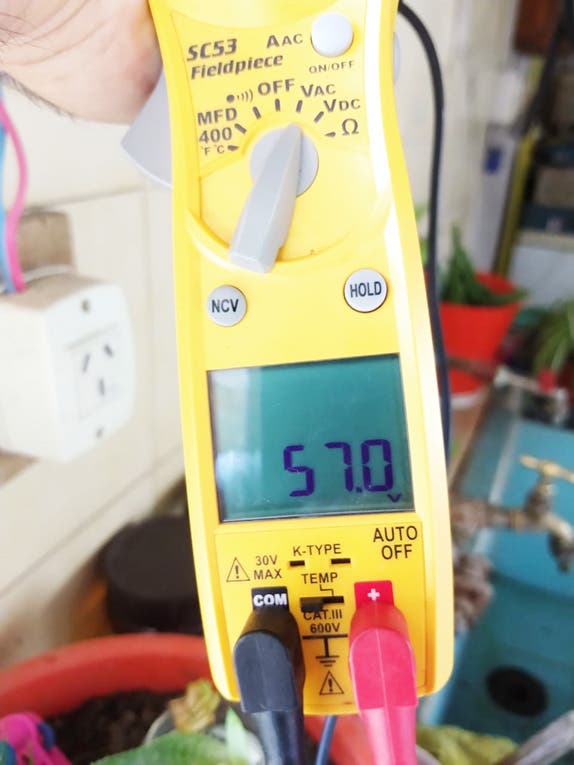 SC53 AAC
Fieldpiece ON/OFF
•))) OFF VAC
MFD VDC
400 Ω
°F°C
NCV HOLD
57.0
V
AUTO
OFF
30V
MAX
K-TYPE
TEMP
COM
+
CAT.III
600V